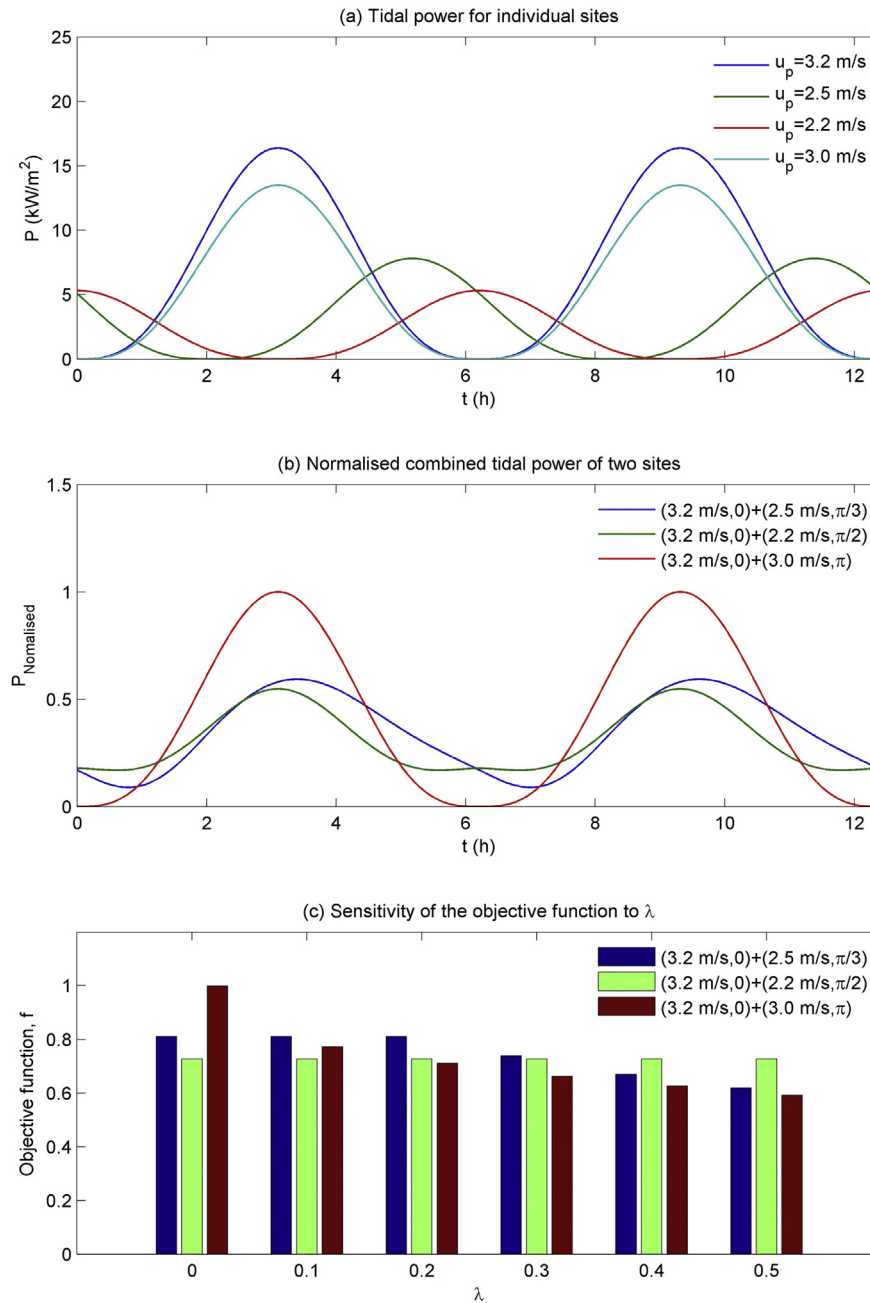 (a) Tidal power for individual sites
25
20
15
10
5
0
P (kW/m²)
u_p=3.2 m/s
u_p=2.5 m/s
u_p=2.2 m/s
u_p=3.0 m/s
0 2 4 6 8 10 12
t (h)
(b) Normalised combined tidal power of two sites
1.5
1
0.5
0
P_Nomalised
(3.2 m/s,0)+(2.5 m/s,π/3)
(3.2 m/s,0)+(2.2 m/s,π/2)
(3.2 m/s,0)+(3.0 m/s,π)
0 2 4 6 8 10 12
t (h)
(c) Sensitivity of the objective function to λ
1
0.8
0.6
0.4
0.2
0
Objective function, f
(3.2 m/s,0)+(2.5 m/s,π/3)
(3.2 m/s,0)+(2.2 m/s,π/2)
(3.2 m/s,0)+(3.0 m/s,π)
0 0.1 0.2 0.3 0.4 0.5
λ